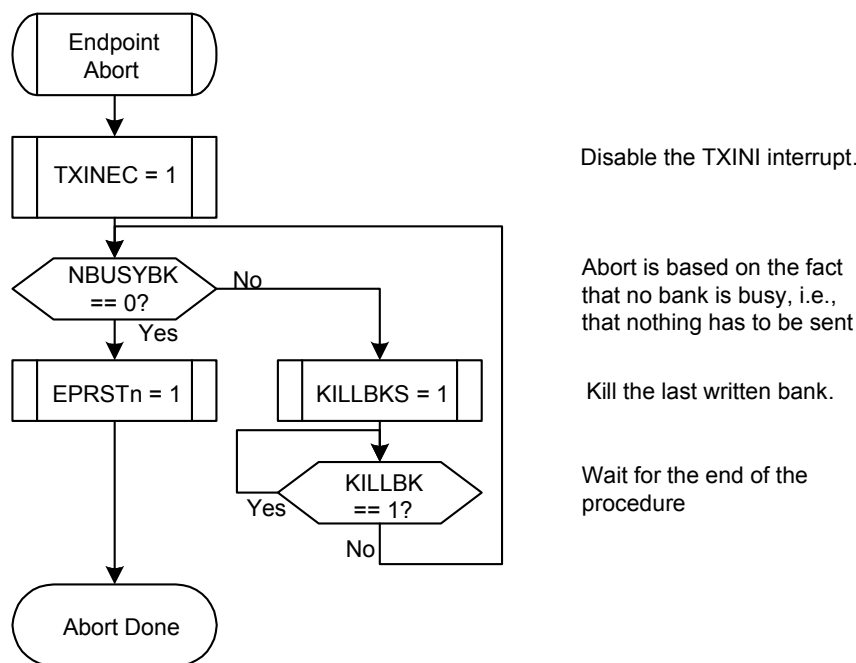 Endpoint
Abort
TXINEC = 1
Disable the TXINI interrupt.
NBUSYBK
== 0?
No
Yes
Abort is based on the fact
that no bank is busy, i.e.,
that nothing has to be sent
EPRSTn = 1
KILLBKS = 1
Kill the last written bank.
KILLBK
== 1?
Yes
No
Wait for the end of the
procedure
Abort Done